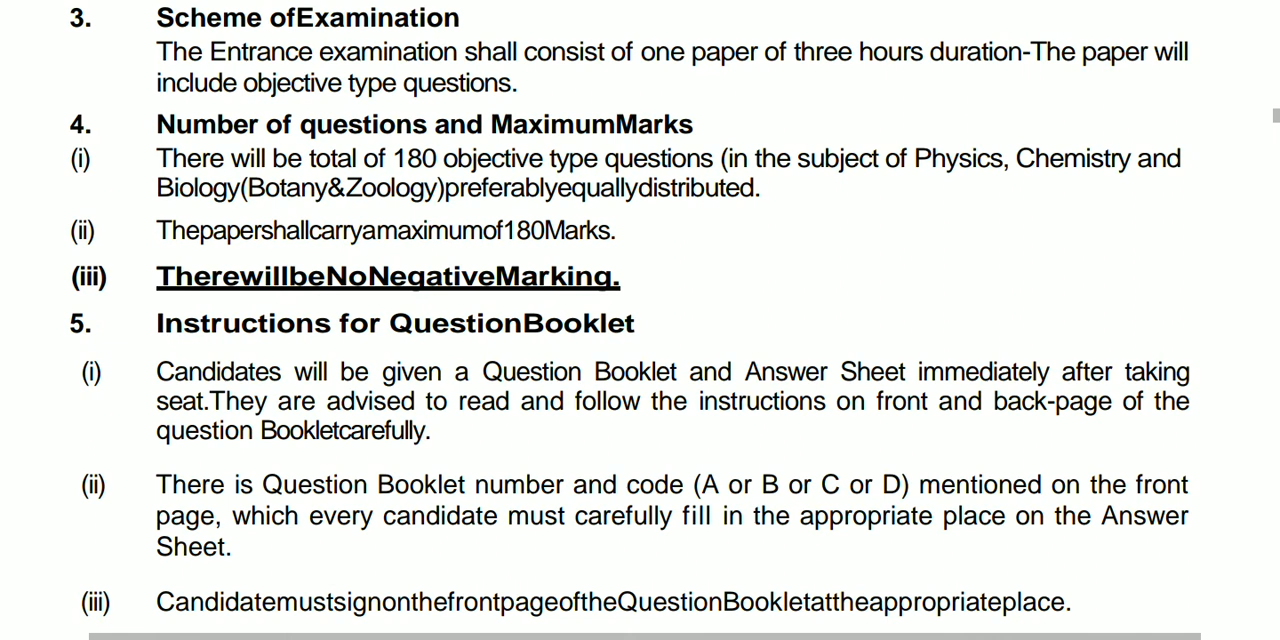 3. Scheme ofExamination
The Entrance examination shall consist of one paper of three hours duration-The paper will
include objective type questions.
4. Number of questions and MaximumMarks
(i) There will be total of 180 objective type questions (in the subject of Physics, Chemistry and
Biology(Botany&Zoology)preferablyequallydistributed.
(ii) Thepapershallcarryamaximumof180Marks.
(iii) TherewillbeNoNegativeMarking.
5. Instructions for QuestionBooklet
(i) Candidates will be given a Question Booklet and Answer Sheet immediately after taking
seat.They are advised to read and follow the instructions on front and back-page of the
question Bookletcarefully.
(ii) There is Question Booklet number and code (A or B or C or D) mentioned on the front
page, which every candidate must carefully fill in the appropriate place on the Answer
Sheet.
(iii) CandidatemustsignonthefrontpageoftheQuestionBookletattheappropriateplace.